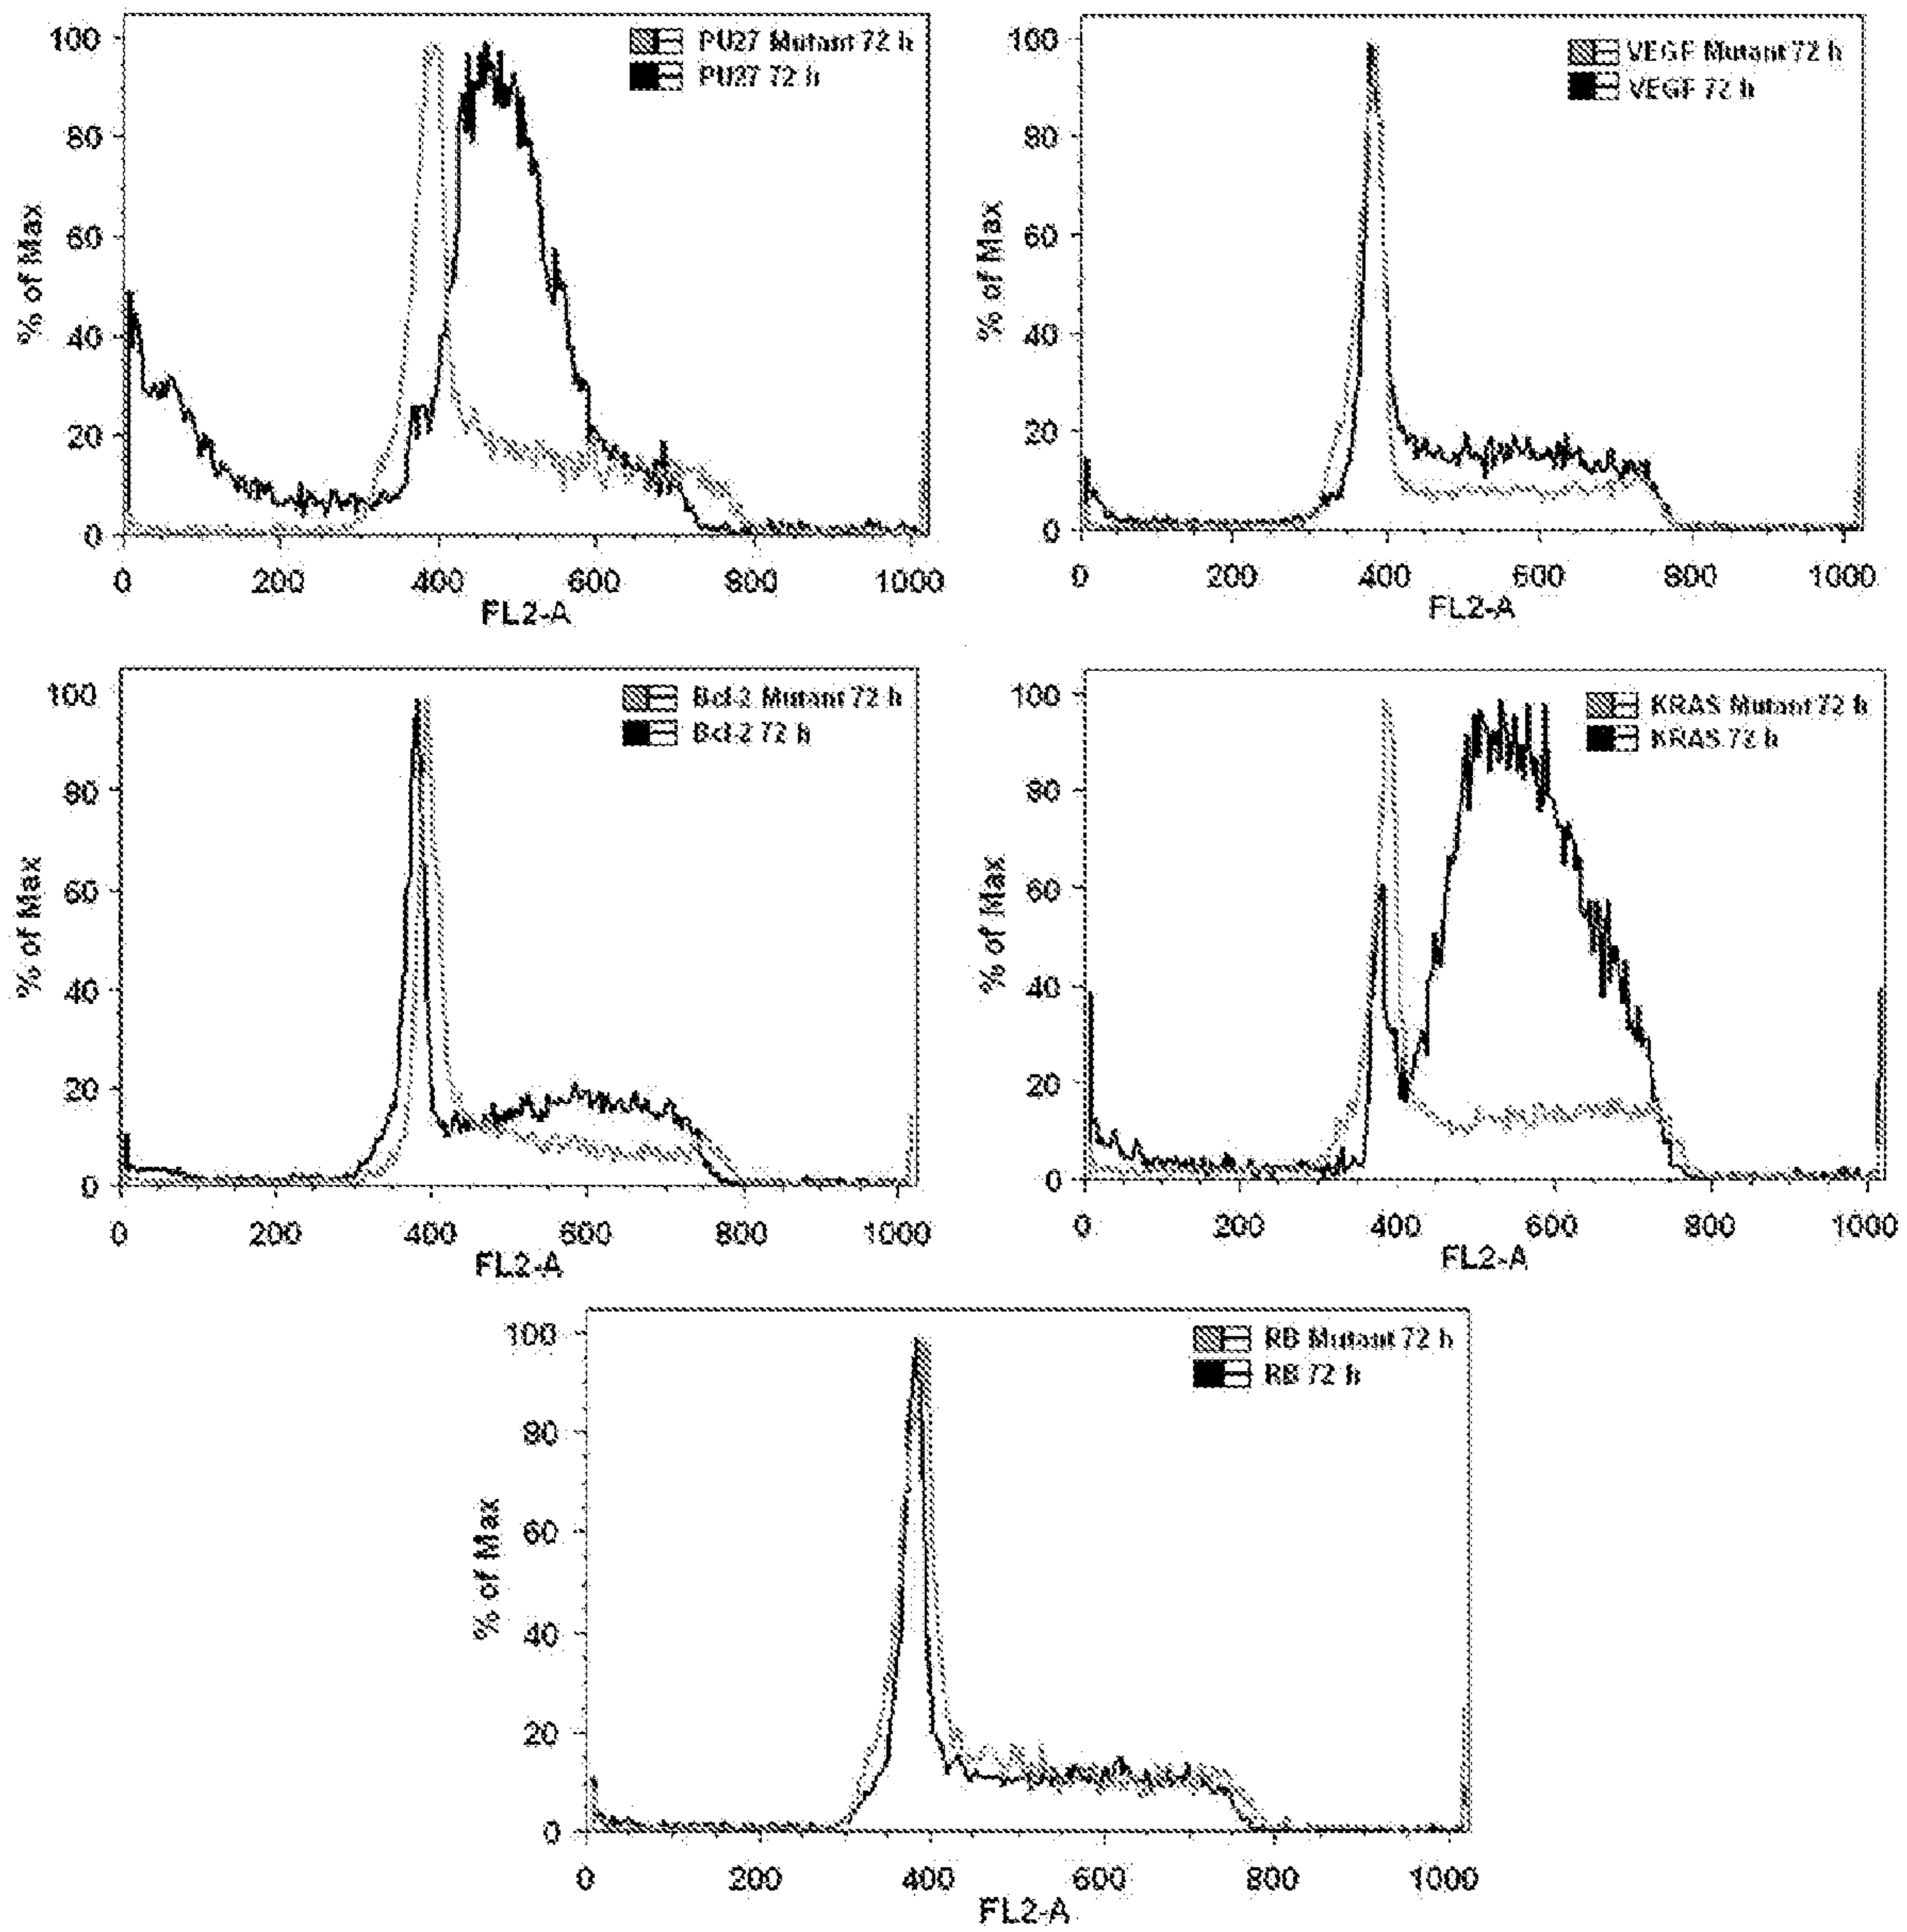 100
80
60
40
20
0
% of Max
PU27 Mutant 72 h
PU27 72 h
0 200 400 600 800 1000
FL2-A
100
80
60
40
20
0
% of Max
VEGF Mutant 72 h
VEGF 72 h
0 200 400 600 800 1000
FL2-A
100
80
60
40
20
0
% of Max
Bcl-2 Mutant 72 h
Bcl-2 72 h
0 200 400 600 800 1000
FL2-A
100
80
60
40
20
0
% of Max
KRAS Mutant 72 h
KRAS 72 h
0 200 400 600 800 1000
FL2-A
100
80
60
40
20
0
% of Max
RB Mutant 72 h
RB 72 h
0 200 400 600 800 1000
FL2-A